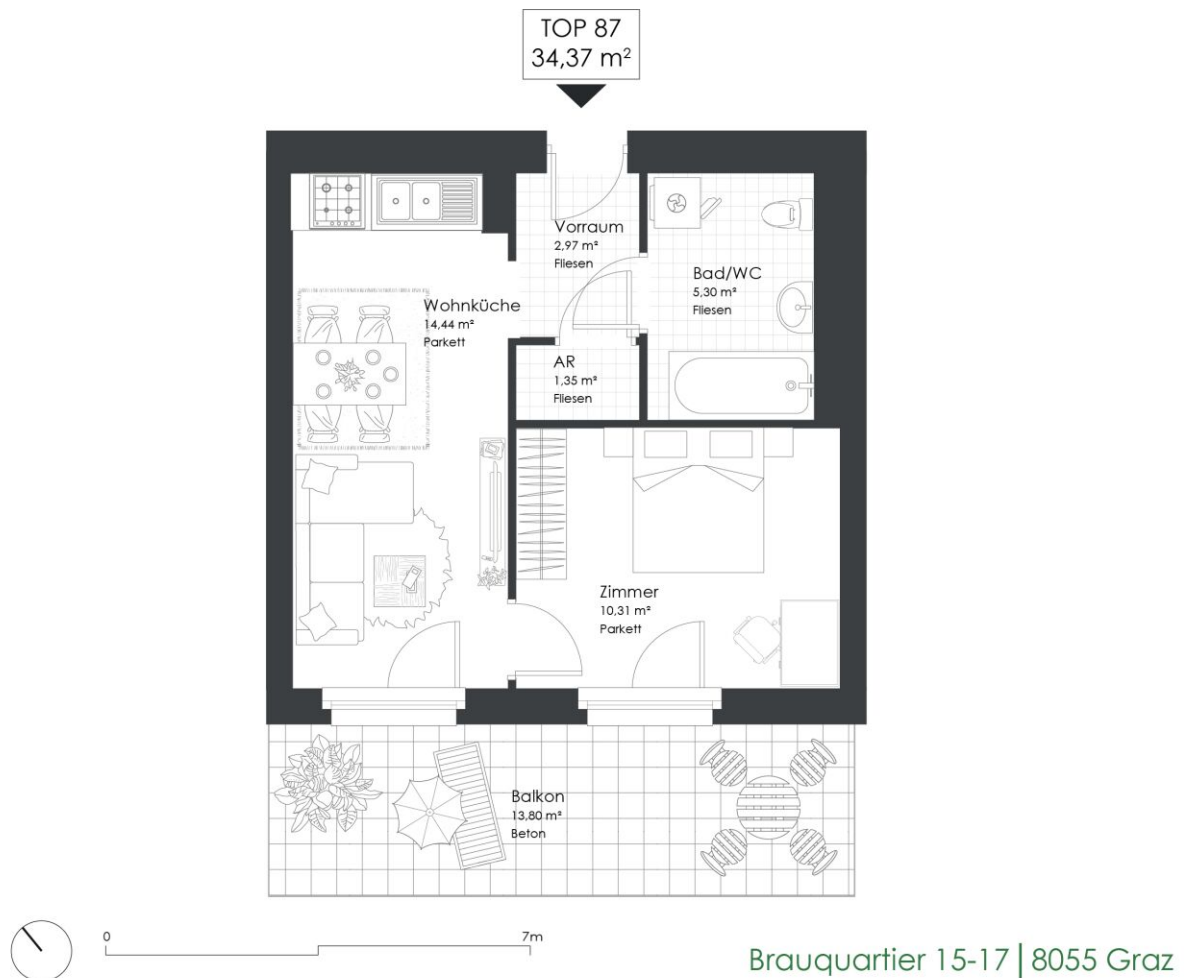 TOP 87
34,37 m²
Vorraum
2,97 m²
Fliesen
Bad/WC
5,30 m²
Fliesen
Wohnküche
14,44 m²
Parkett
AR
1,35 m²
Fliesen
Zimmer
10,31 m²
Parkett
Balkon
13,80 m²
Beton
0 7m
Brauquartier 15-17 | 8055 Graz